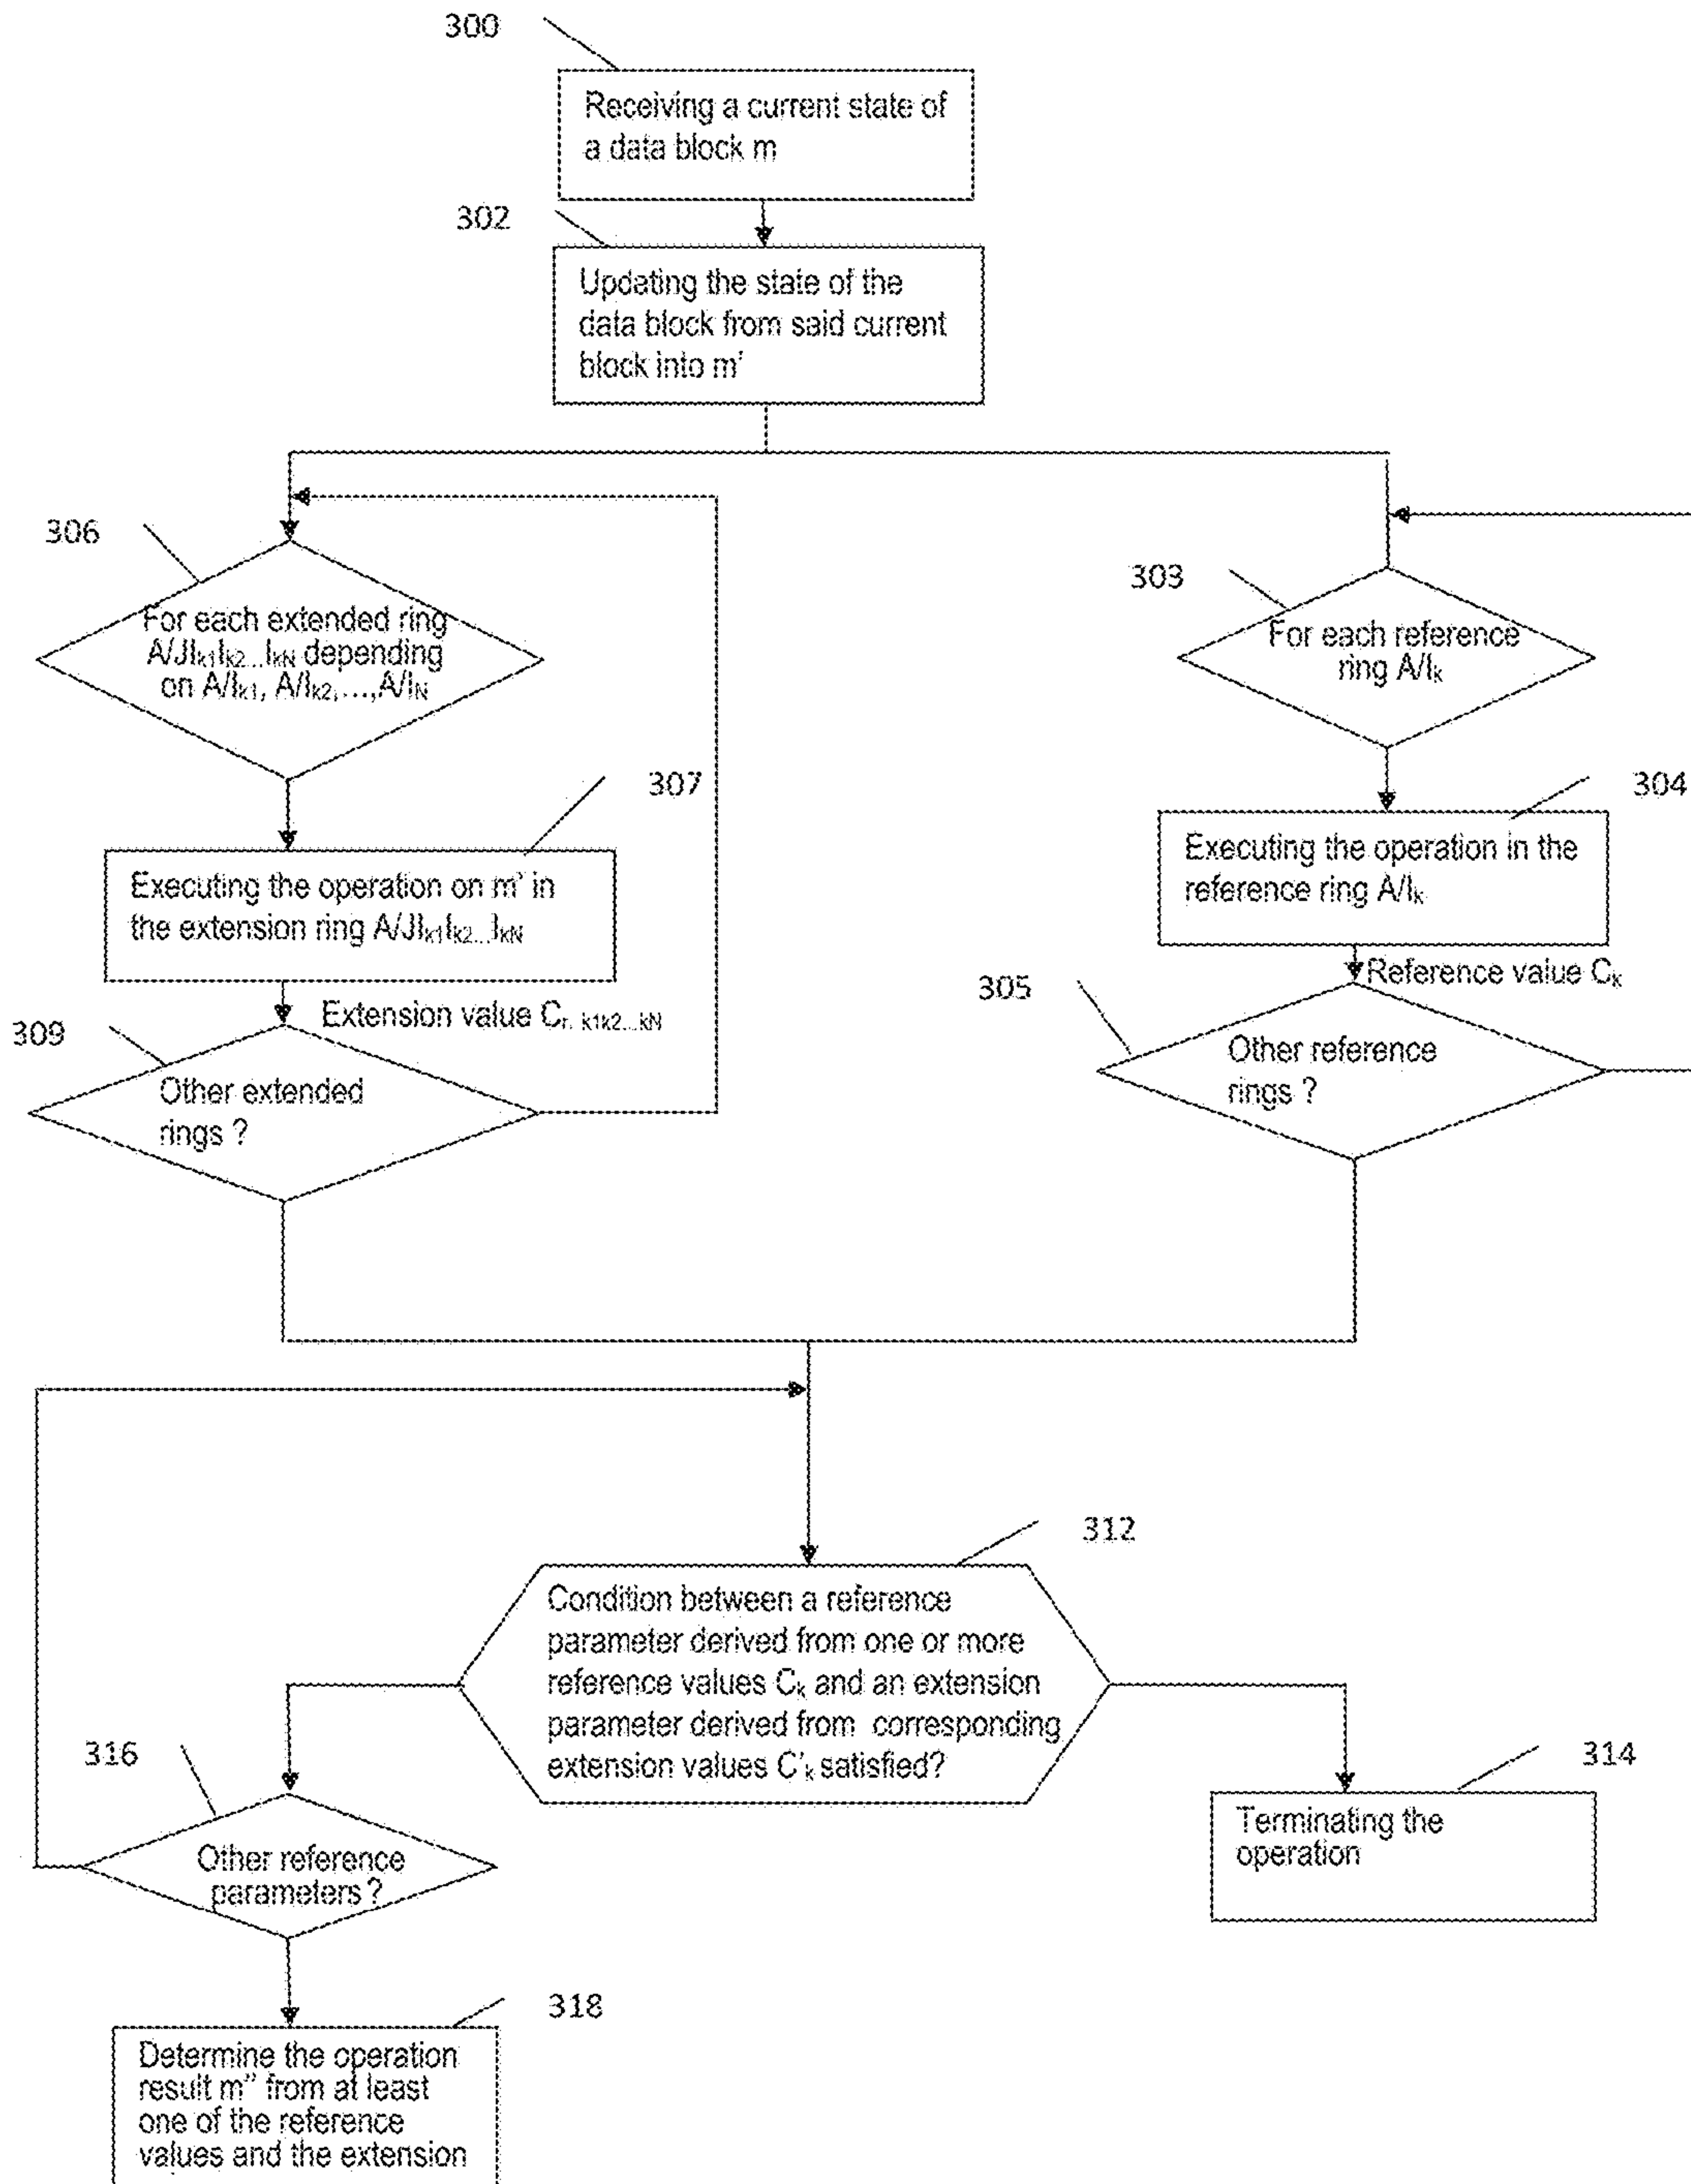 300
Receiving a current state of
a data block m
302
Updating the state of the
data block from said current
block into m'
306
For each extended ring
A/JIk1Ik2...IkN depending
on A/Ik1, A/Ik2, ...,A/IN
303
For each reference
ring A/Ik
307
Executing the operation on m' in
the extension ring A/JIk1Ik2...IkN
304
Executing the operation in the
reference ring A/Ik
Extension value Cr, k1k2...kN
Reference value Ck
309
Other extended
rings ?
305
Other reference
rings ?
312
Condition between a reference
parameter derived from one or more
reference values Ck and an extension
parameter derived from corresponding
extension values C'k satisfied?
316
Other reference
parameters ?
314
Terminating the
operation
318
Determine the operation
result m'' from at least
one of the reference
values and the extension